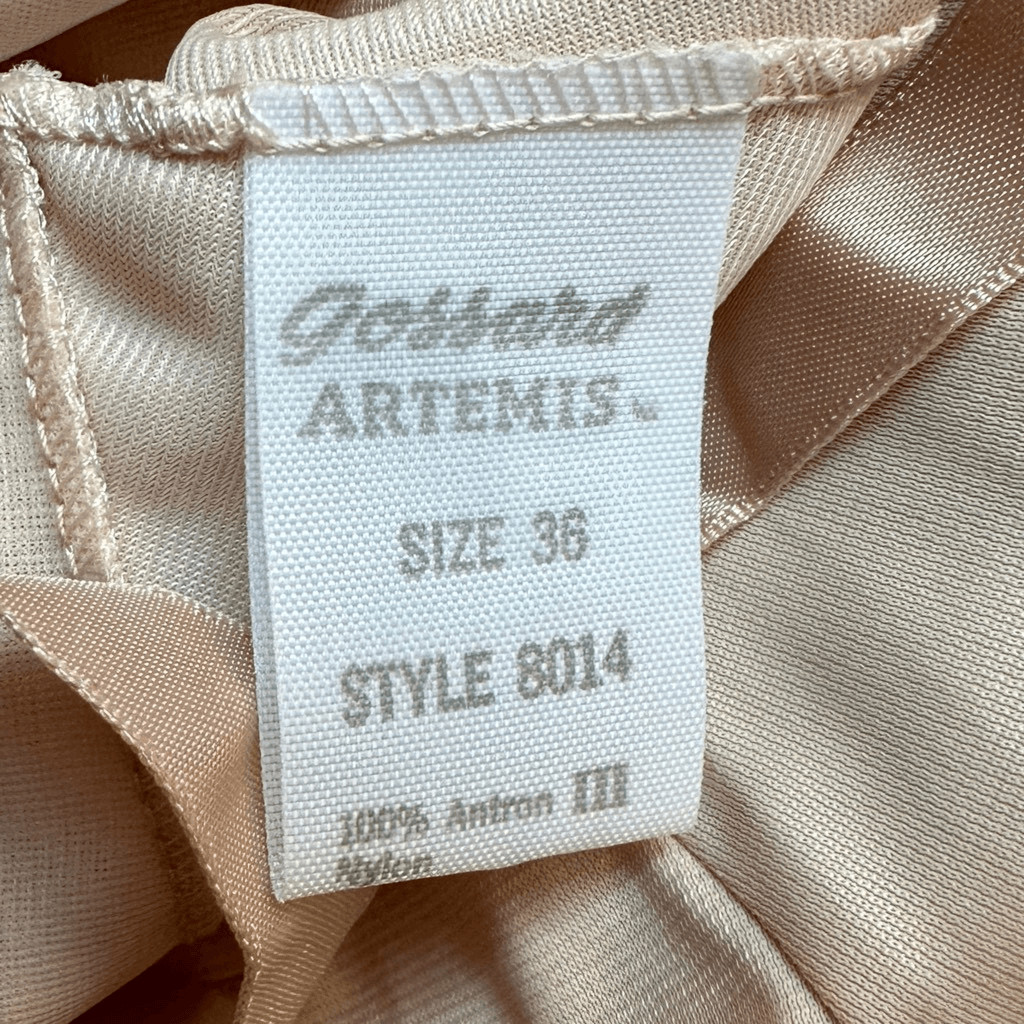 Gossard
ARTEMIS
SIZE 36
STYLE 8014
100% Antron III
Nylon